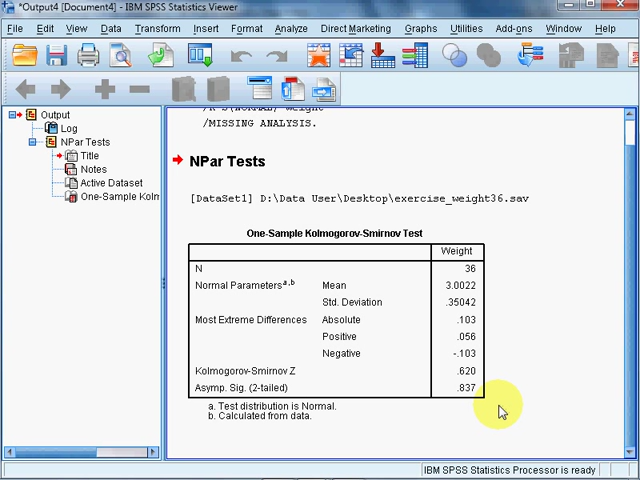 *Output4 [Document4] - IBM SPSS Statistics Viewer
File Edit View Data Transform Insert Format Analyze Direct Marketing Graphs Utilities Add-ons Window Help
Output
Log
NPar Tests
Title
Notes
Active Dataset
One-Sample Kolm
/MISSING ANALYSIS.
NPar Tests
[DataSet1] D:\Data User\Desktop\exercise_weight36.sav
One-Sample Kolmogorov-Smirnov Test
Weight
N 36
Normal Parameters a,b Mean 3.0022
Std. Deviation .35042
Most Extreme Differences Absolute .103
Positive .056
Negative -.103
Kolmogorov-Smirnov Z .620
Asymp. Sig. (2-tailed) .837
a. Test distribution is Normal.
b. Calculated from data.
IBM SPSS Statistics Processor is ready